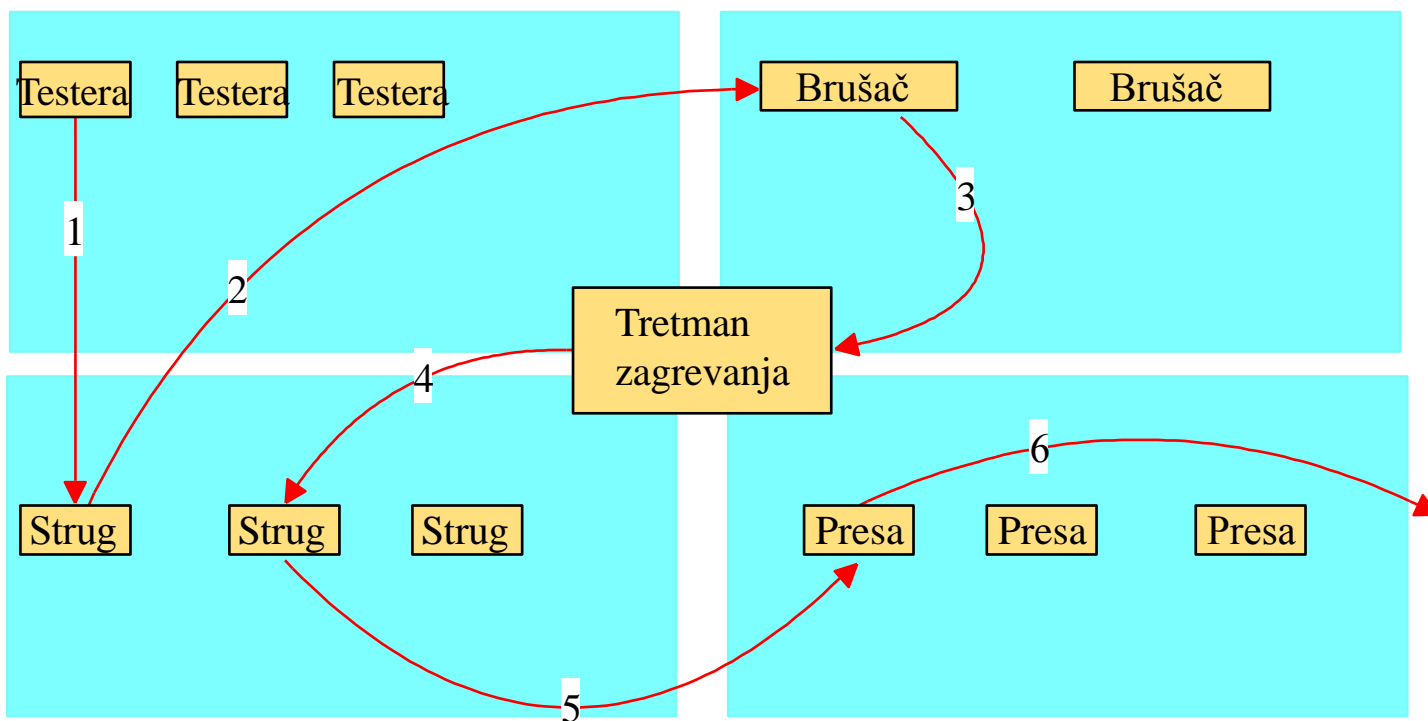 Testera
Testera
Testera
Brušač
Brušač
1
2
3
Tretman
zagrevanja
4
6
Strug
Strug
Strug
Presa
Presa
Presa
5